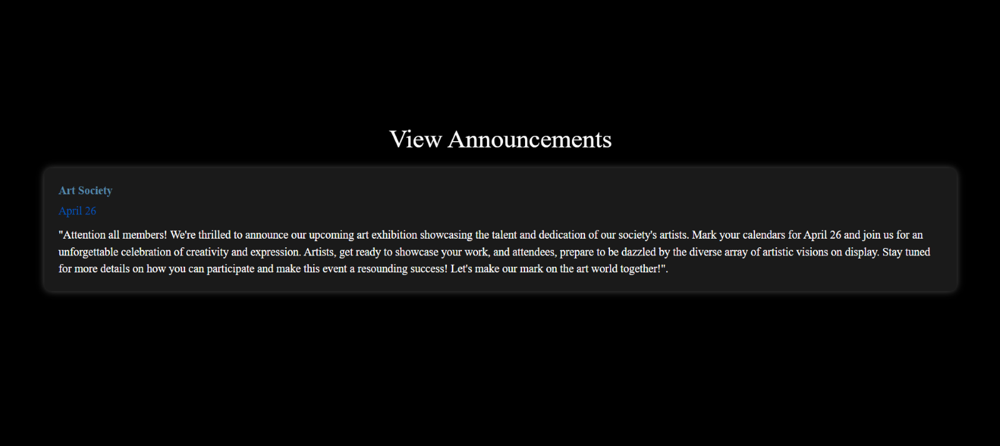 View Announcements
Art Society
April 26
"Attention all members! We're thrilled to announce our upcoming art exhibition showcasing the talent and dedication of our society's artists. Mark your calendars for April 26 and join us for an
unforgettable celebration of creativity and expression. Artists, get ready to showcase your work, and attendees, prepare to be dazzled by the diverse array of artistic visions on display. Stay tuned
for more details on how you can participate and make this event a resounding success! Let's make our mark on the art world together!".